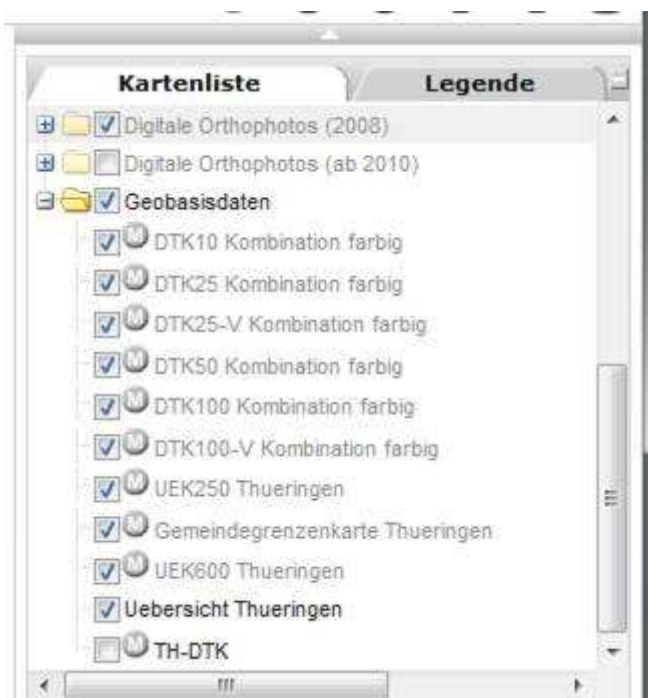 Kartenliste Legende
Digitale Orthophotos (2008)
Digitale Orthophotos (ab 2010)
Geobasisdaten
DTK10 Kombination farbig
DTK25 Kombination farbig
DTK25-V Kombination farbig
DTK50 Kombination farbig
DTK100 Kombination farbig
DTK100-V Kombination farbig
UEK250 Thueringen
Gemeindegrenzenkarte Thueringen
UEK600 Thueringen
Uebersicht Thueringen
TH-DTK